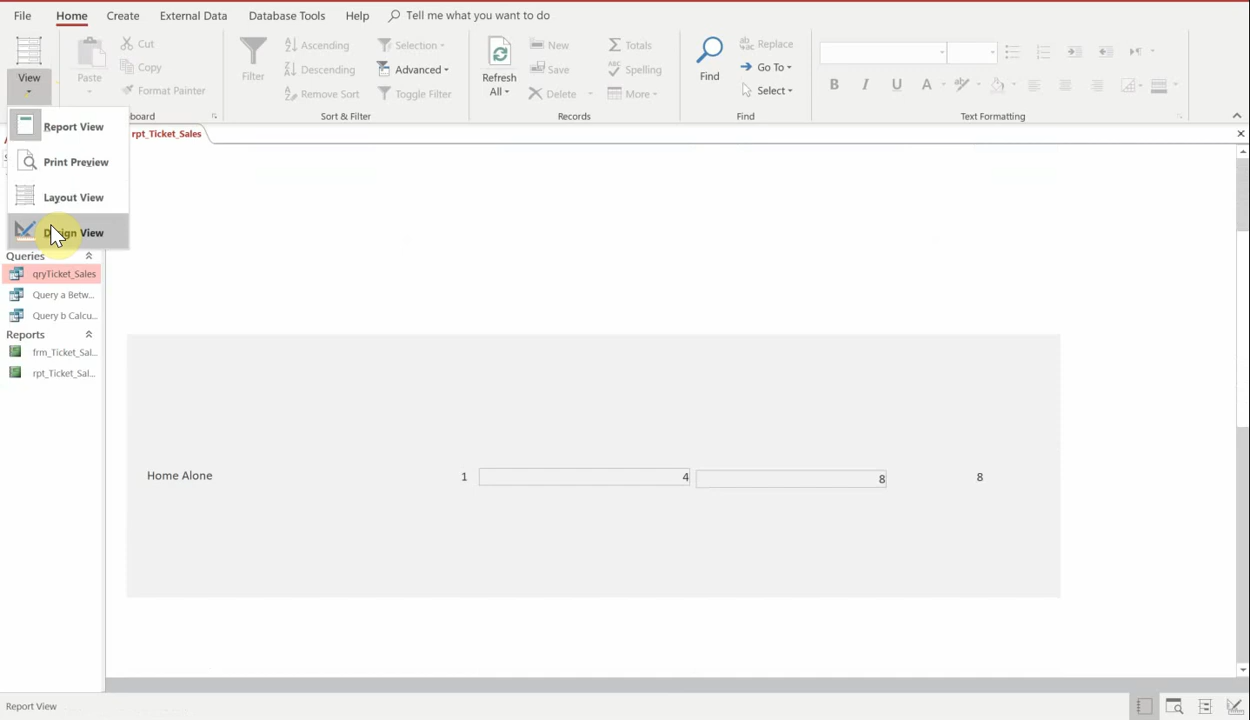 File Home Create External Data Database Tools Help Tell me what you want to do
View
Paste
Cut
Copy
Format Painter
board
Filter
Ascending
Descending
Remove Sort
Selection
Advanced
Toggle Filter
Sort & Filter
Refresh
All
New
Save
Delete
Totals
Spelling
More
Records
Find
Replace
Go To
Select
Find
B I U A
Text Formatting
Report View
Print Preview
Layout View
Design View
rpt_Ticket_Sales
Queries
qryTicket_Sales
Query a Betw...
Query b Calcu...
Reports
frm_Ticket_Sal...
rpt_Ticket_Sal...
Home Alone 1 4 8 8
Report View